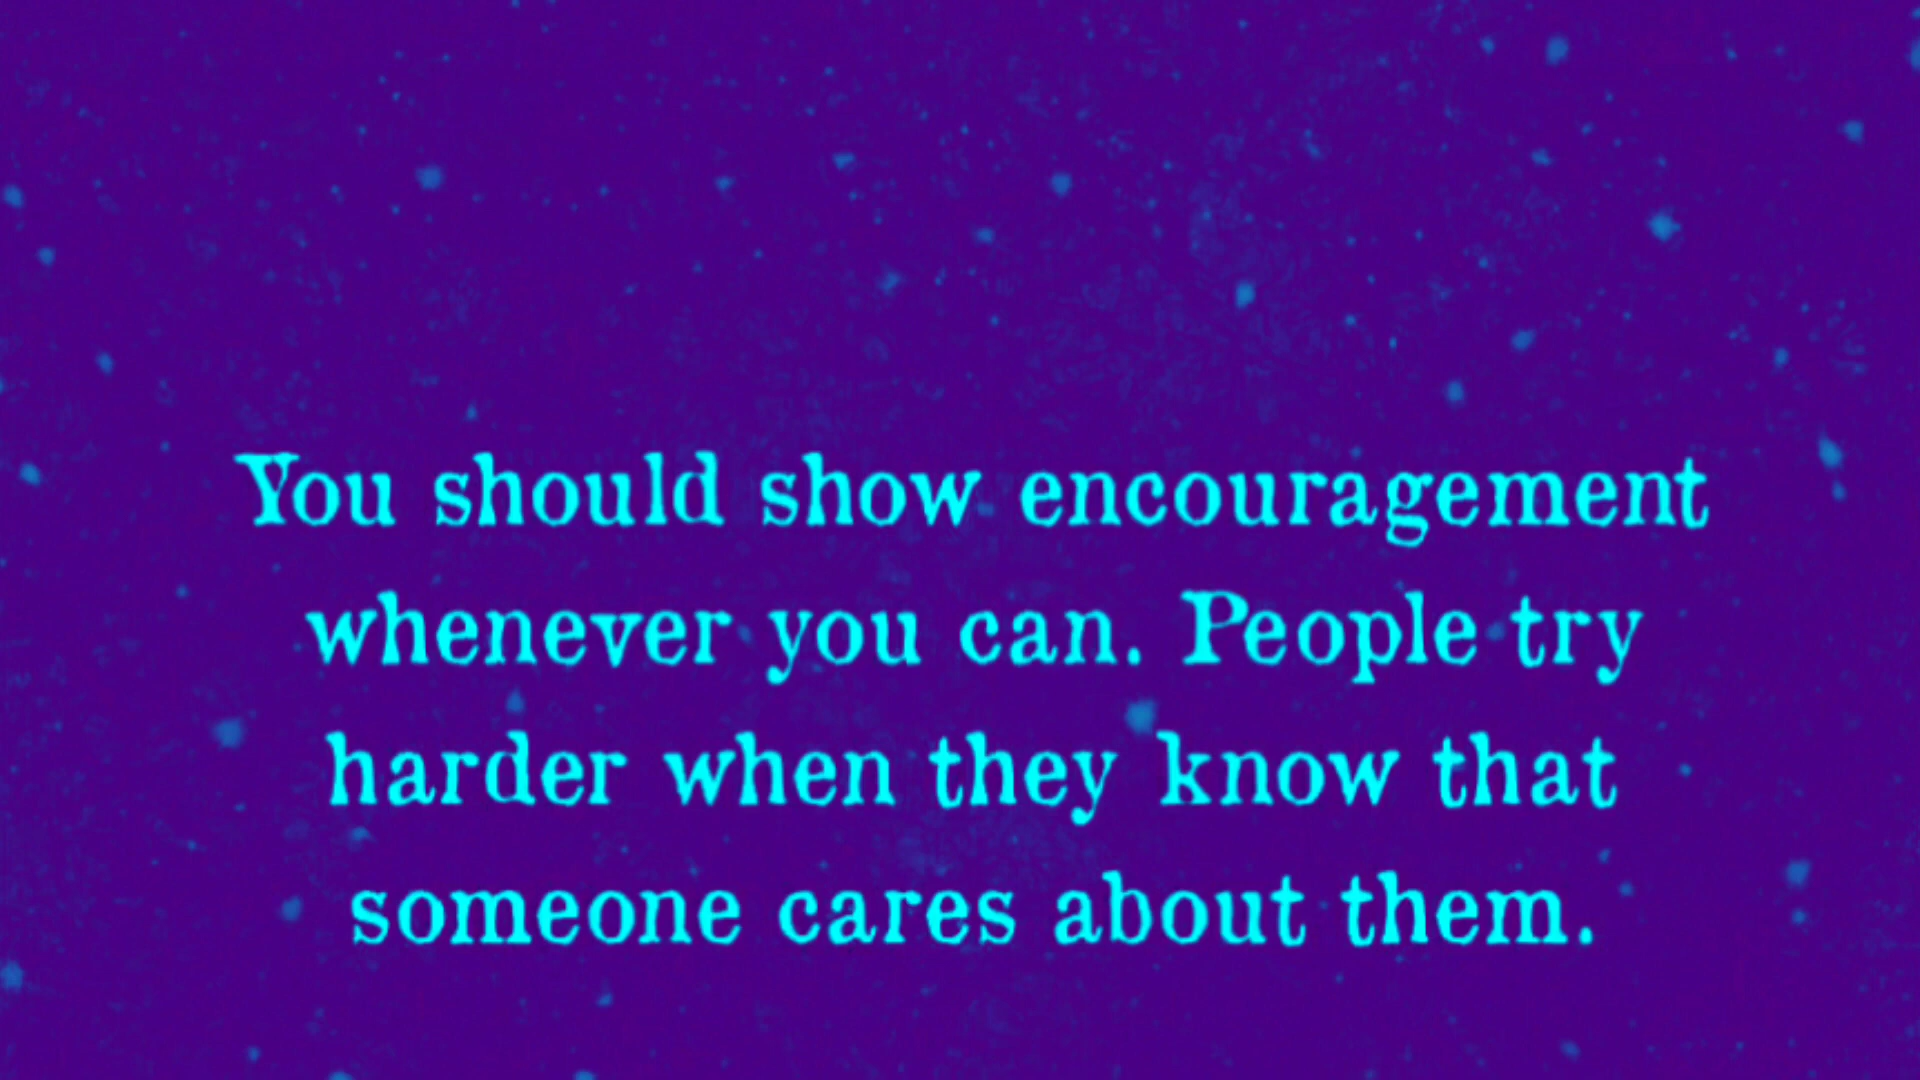 You should show encouragement
whenever you can. People try
harder when they know that
someone cares about them.